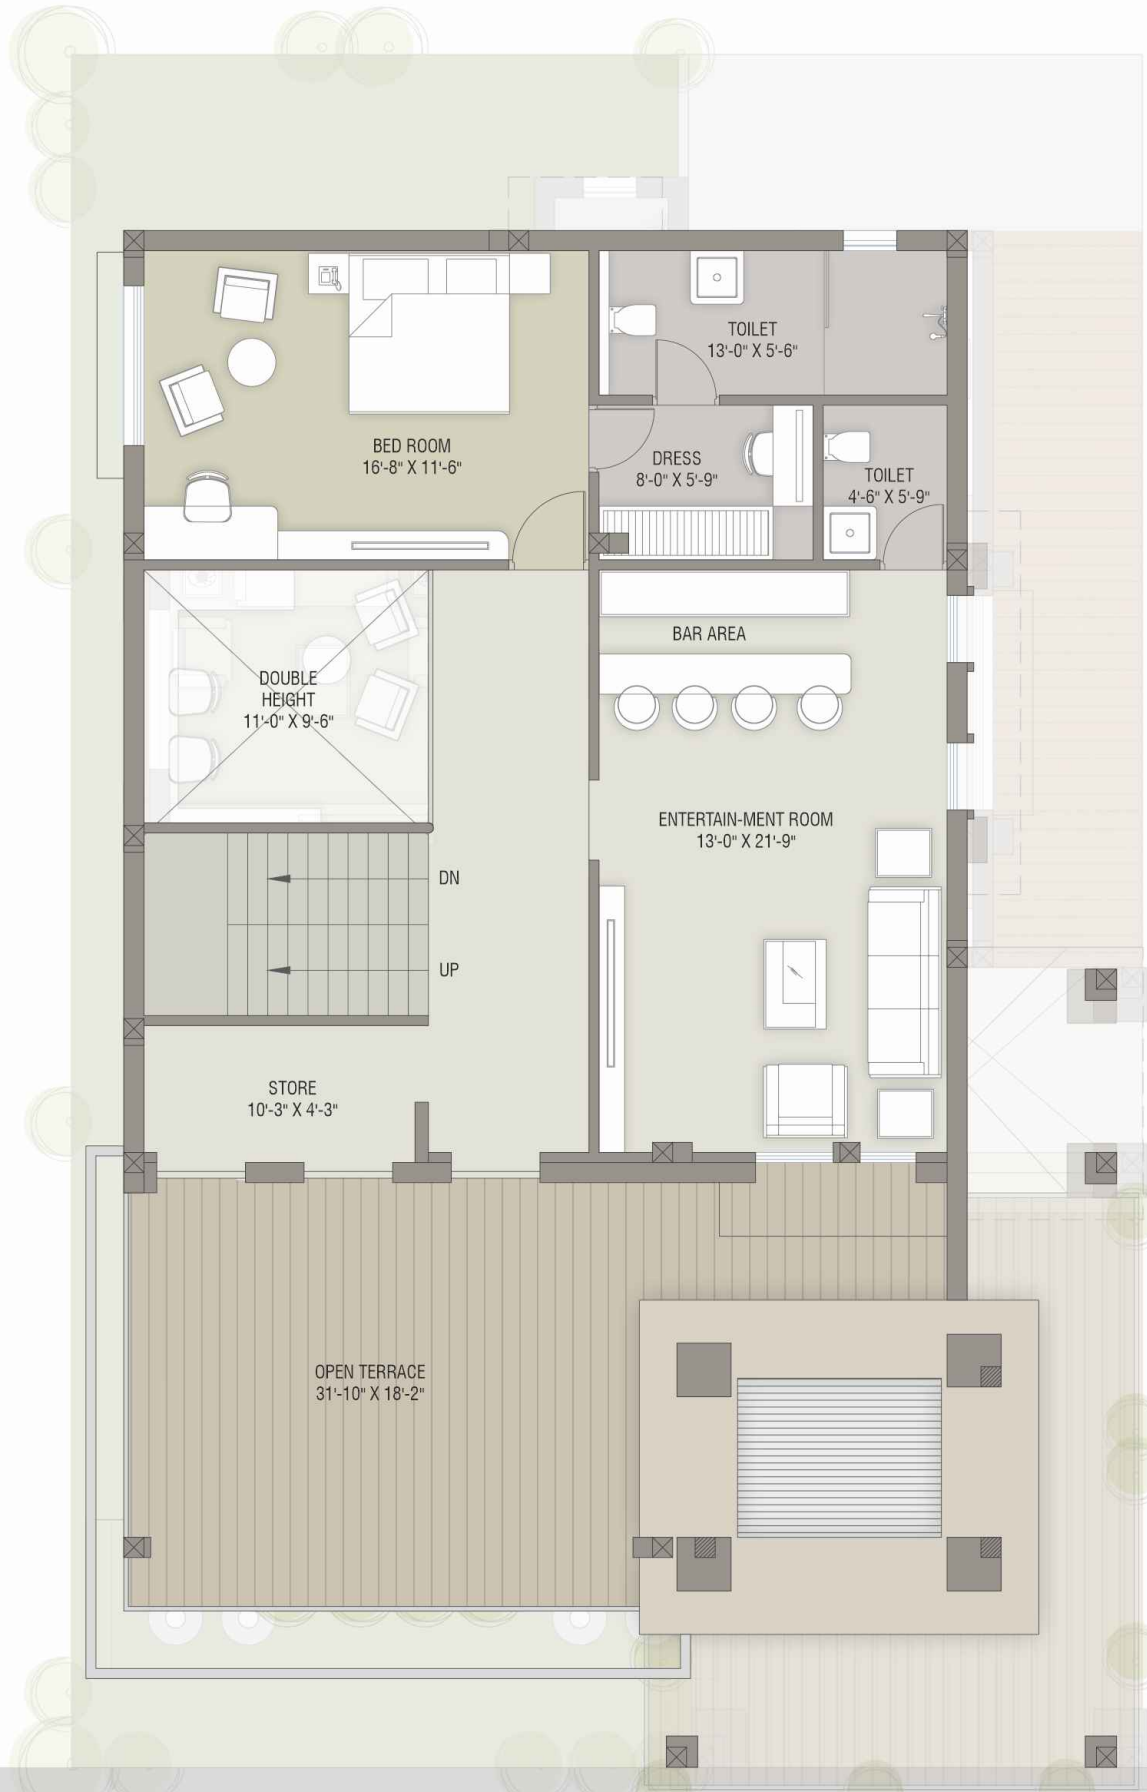 TOILET
13'-0" X 5'-6"
BED ROOM
16'-8" X 11'-6"
DRESS
8'-0" X 5'-9"
TOILET
4'-6" X 5'-9"
BAR AREA
DOUBLE
HEIGHT
11'-0" X 9'-6"
ENTERTAIN-MENT ROOM
13'-0" X 21'-9"
DN
UP
STORE
10'-3" X 4'-3"
OPEN TERRACE
31'-10" X 18'-2"